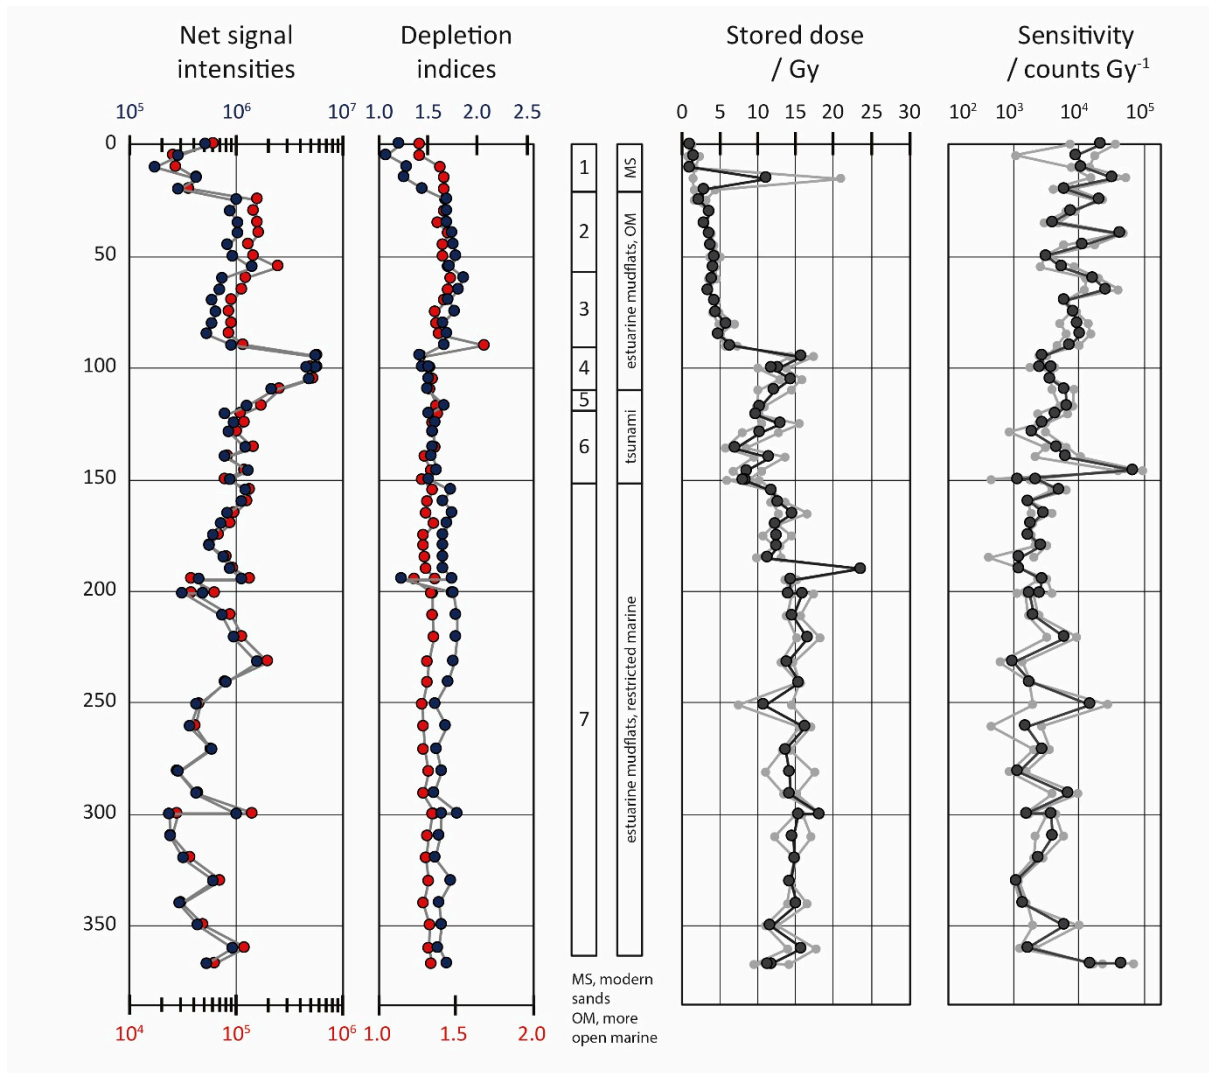 Net signal
intensities
Depletion
indices
Stored dose
/ Gy
Sensitivity
/ counts Gy⁻¹
10⁵ 10⁶ 10⁷
1.0 1.5 2.0 2.5
0 5 10 15 20 25 30
10² 10³ 10⁴ 10⁵
0
50
100
150
200
250
300
350
1
2
3
4
5
6
7
MS
estuarine mudflats, OM
tsunami
estuarine mudflats, restricted marine
MS, modern
sands
OM, more
open marine
10⁴ 10⁵ 10⁶
1.0 1.5 2.0